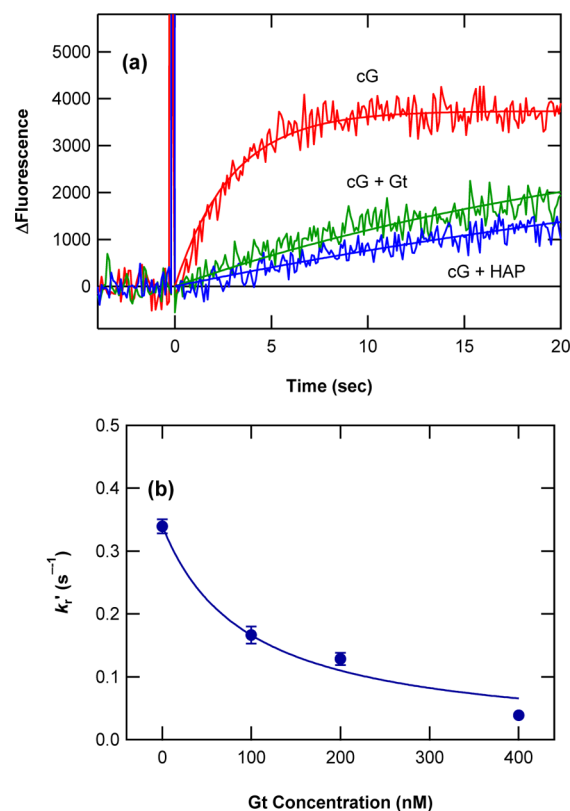 (a)
cG
cG + Gt
cG + HAP
ΔFluorescence
5000
4000
3000
2000
1000
0
0
5
10
15
20
Time (sec)
(b)
kr' (s−1)
0.5
0.4
0.3
0.2
0.1
0.0
0
100
200
300
400
Gt Concentration (nM)